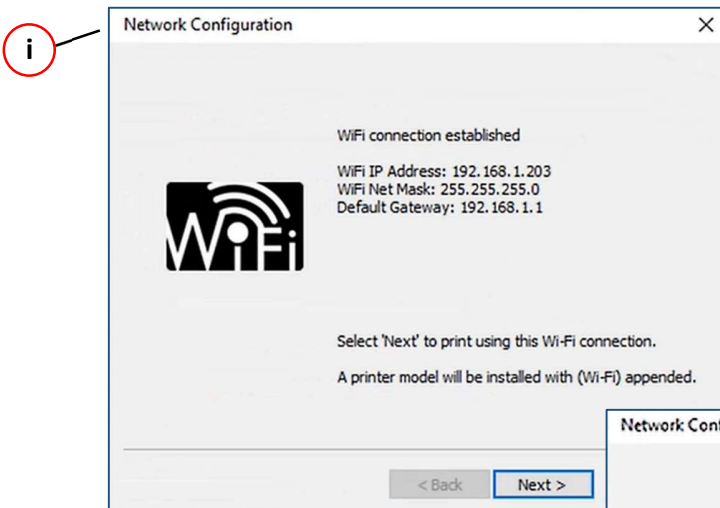 Network Configuration
i
WiFi connection established
WiFi IP Address: 192.168.1.203
WiFi Net Mask: 255.255.255.0
Default Gateway: 192.168.1.1
WiFi
Select 'Next' to print using this Wi-Fi connection.
A printer model will be installed with (Wi-Fi) appended.
Network Conf
< Back
Next >